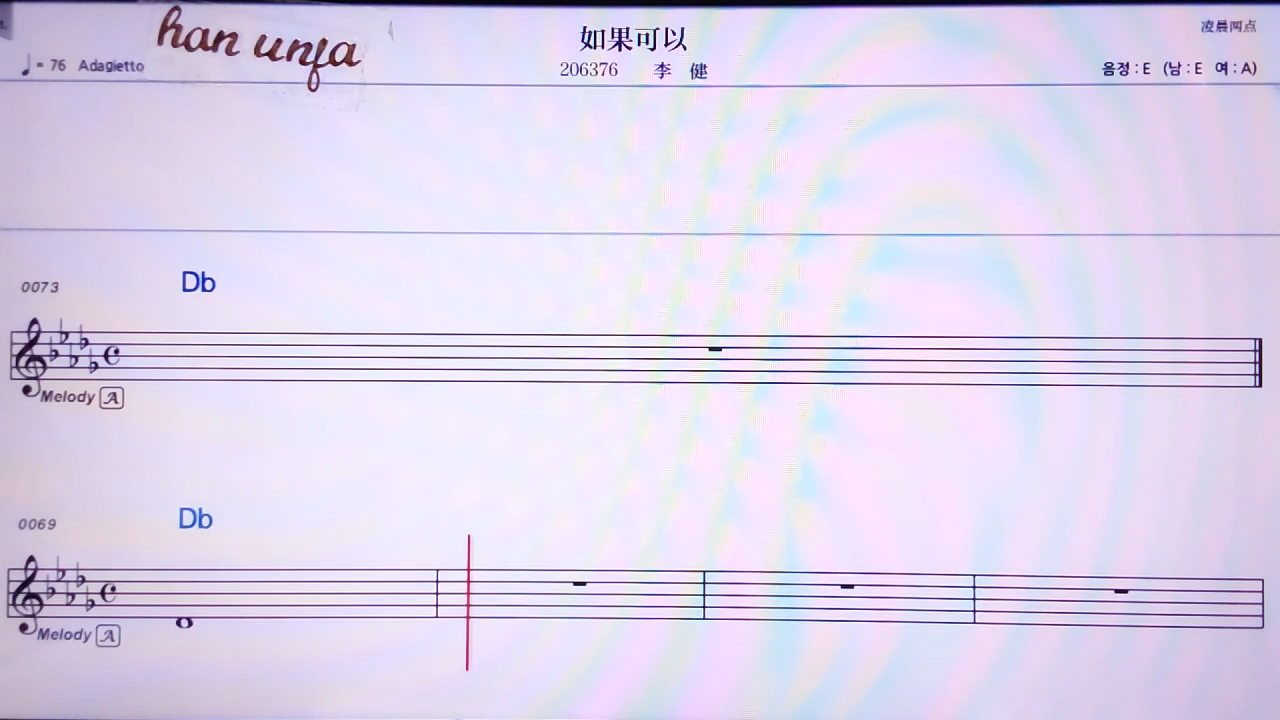 han unfa
如果可以
凌晨两点
♩= 76 Adagietto
206376 李 健
음정 : E (남 : E 여 : A)
0073 Db
Melody A
0069 Db
Melody A